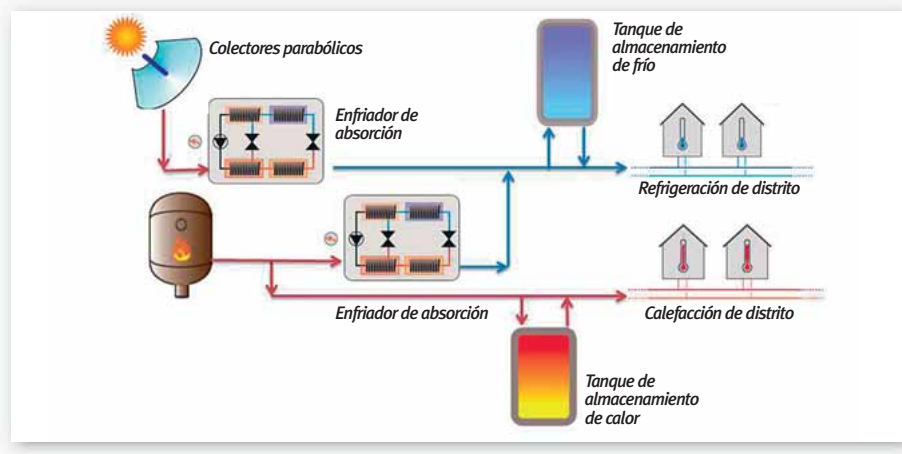 Colectores parabólicos
Tanque de
almacenamiento
de frío
Enfriador de
absorción
Refrigeración de distrito
Enfriador de absorción
Calefacción de distrito
Tanque de
almacenamiento
de calor